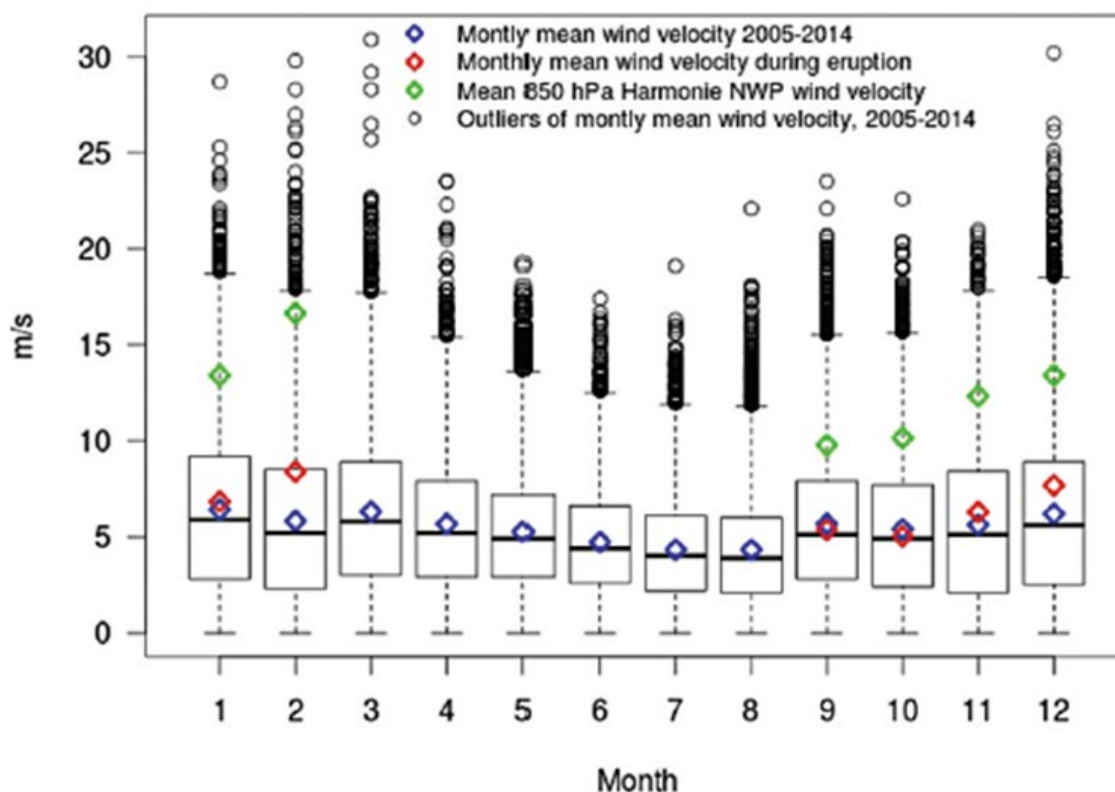 Montly mean wind velocity 2005-2014
Monthly mean wind velocity during eruption
Mean 850 hPa Harmonie NWP wind velocity
Outliers of montly mean wind velocity, 2005-2014
30
25
20
15
10
5
0
m/s
1 2 3 4 5 6 7 8 9 10 11 12
Month